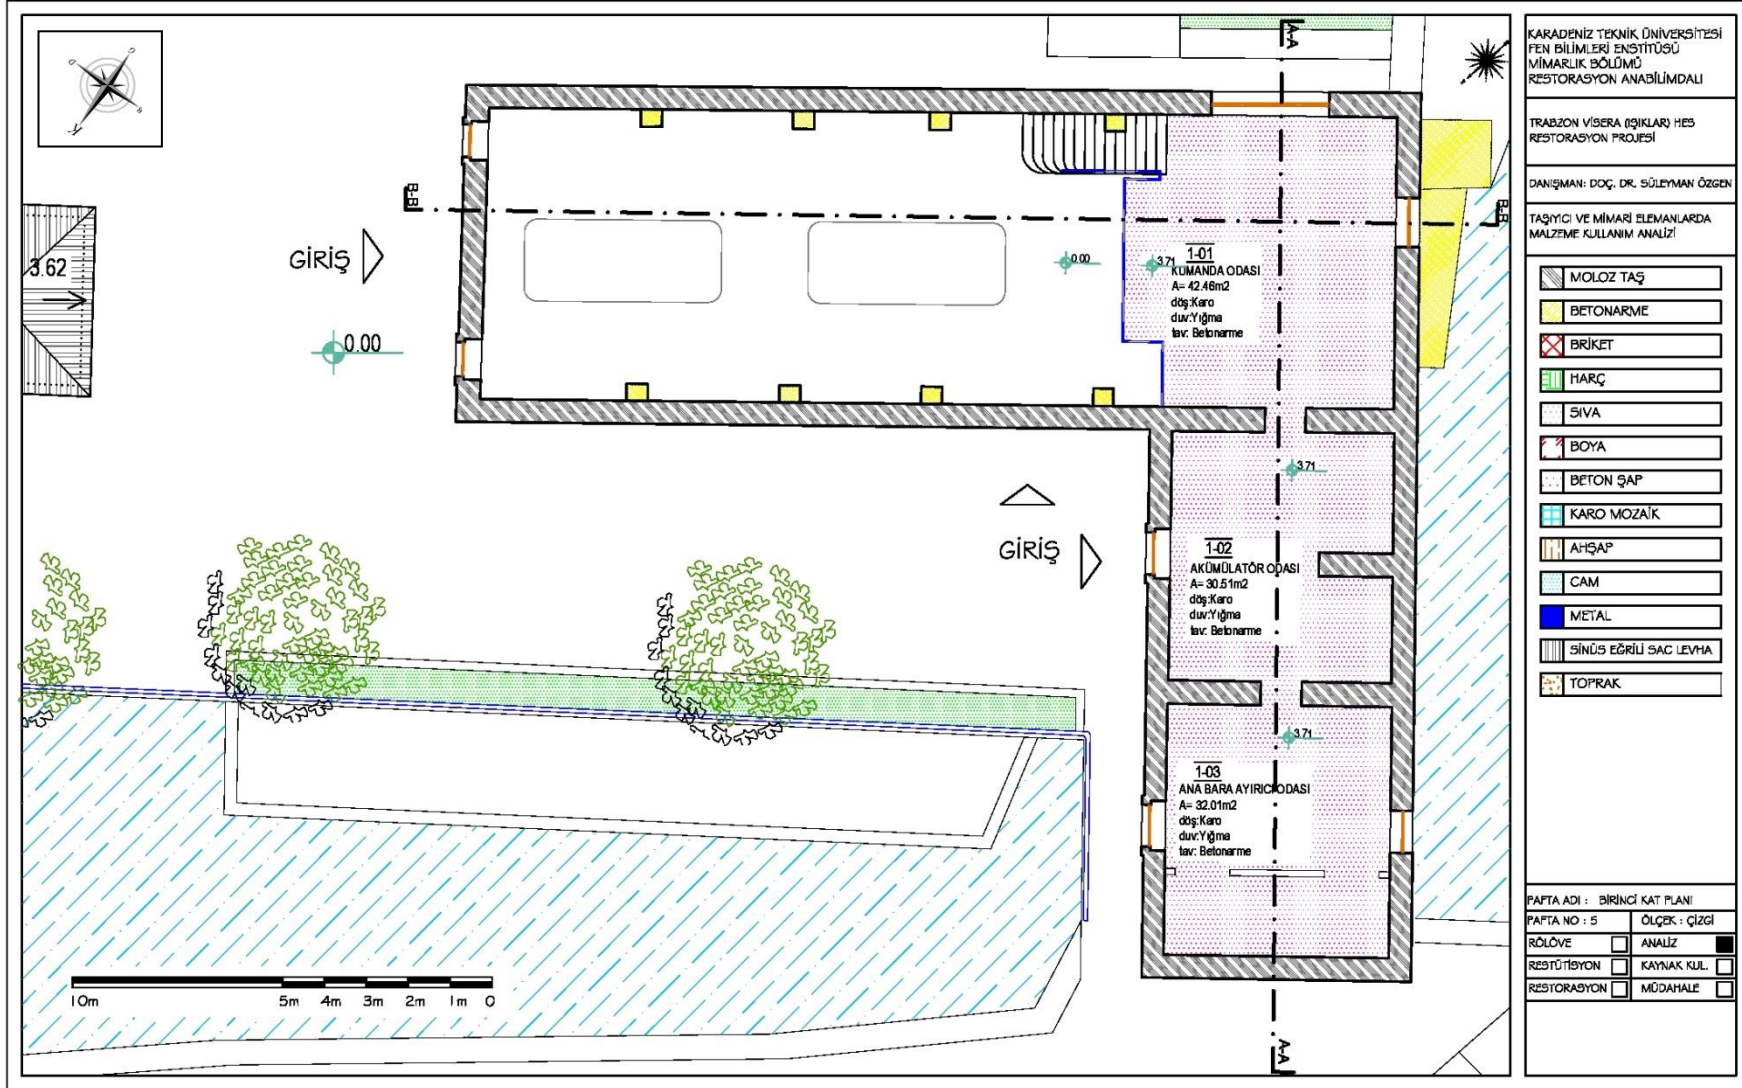 A-A
B-B
B-B
GİRİŞ
3.62
0.00
0.00
3.71
1-01
KUMANDA ODASI
A= 42.46m2
döş:Karo
duv:Yığma
tav: Betonarme
3.71
GİRİŞ
1-02
AKÜMÜLATÖR ODASI
A= 30.51m2
döş:Karo
duv:Yığma
tav: Betonarme
3.71
1-03
ANA BARA AYIRICI ODASI
A= 32.01m2
döş:Karo
duv:Yığma
tav: Betonarme
10m 5m 4m 3m 2m 1m 0
A-A
KARADENİZ TEKNİK ÜNİVERSİTESİ
FEN BİLİMLERİ ENSTİTÜSÜ
MİMARLIK BÖLÜMÜ
RESTORASYON ANABİLİMDALI
TRABZON VİSERA (IŞIKLAR) HES
RESTORASYON PROJESİ
DANIŞMAN: DOÇ. DR. SÜLEYMAN ÖZGEN
TAŞIYICI VE MİMARİ ELEMANLARDA
MALZEME KULLANIM ANALİZİ
MOLOZ TAŞ
BETONARME
BRİKET
HARÇ
SIVA
BOYA
BETON ŞAP
KARO MOZAİK
AHŞAP
CAM
METAL
SİNÜS EĞRİLİ SAC LEVHA
TOPRAK
PAFTA ADI : BİRİNCİ KAT PLANI
PAFTA NO : 5 ÖLÇEK : ÇİZGİ
RÖLÖVE ANALİZ
RESTÜTİSYON KAYNAK KUL.
RESTORASYON MÜDAHALE